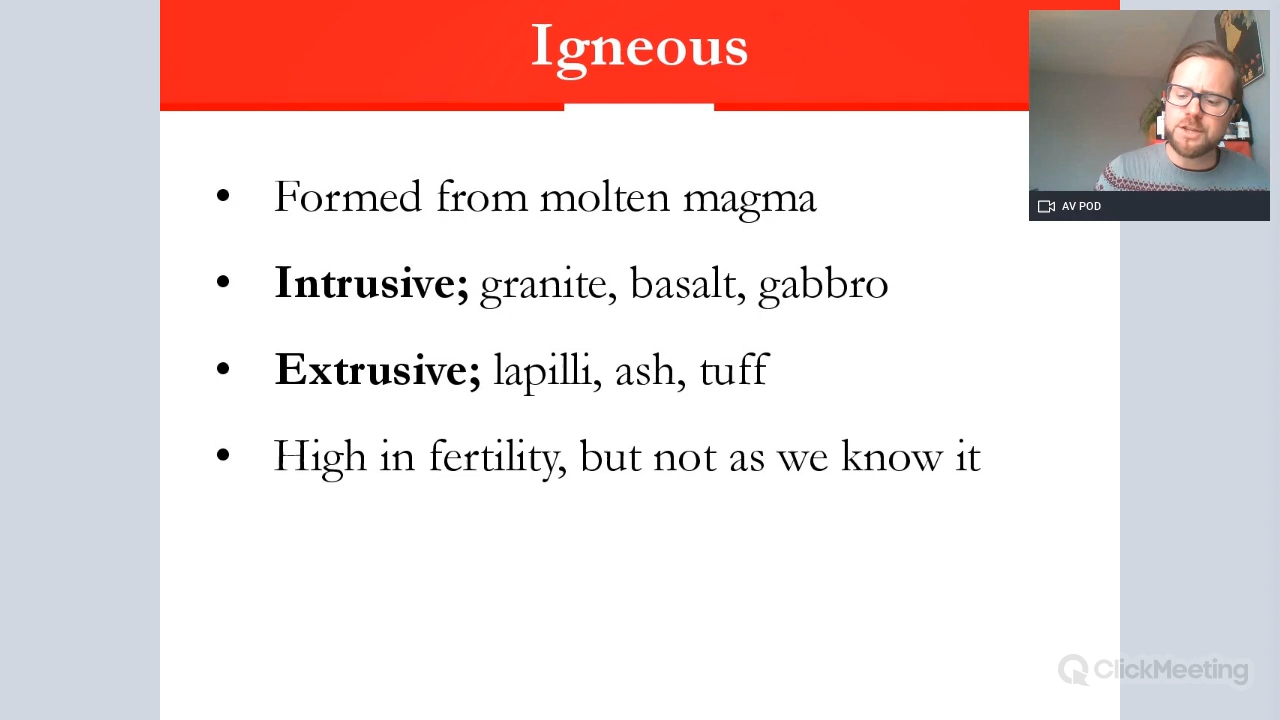 Igneous
AV POD
• Formed from molten magma
• Intrusive; granite, basalt, gabbro
• Extrusive; lapilli, ash, tuff
• High in fertility, but not as we know it
ClickMeeting